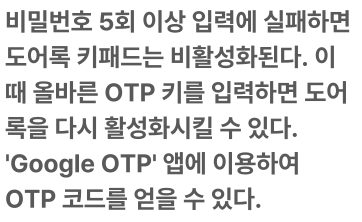 비밀번호 5회 이상 입력에 실패하면
도어록 키패드는 비활성화된다. 이
때 올바른 OTP 키를 입력하면 도어
록을 다시 활성화시킬 수 있다.
'Google OTP' 앱에 이용하여
OTP 코드를 얻을 수 있다.